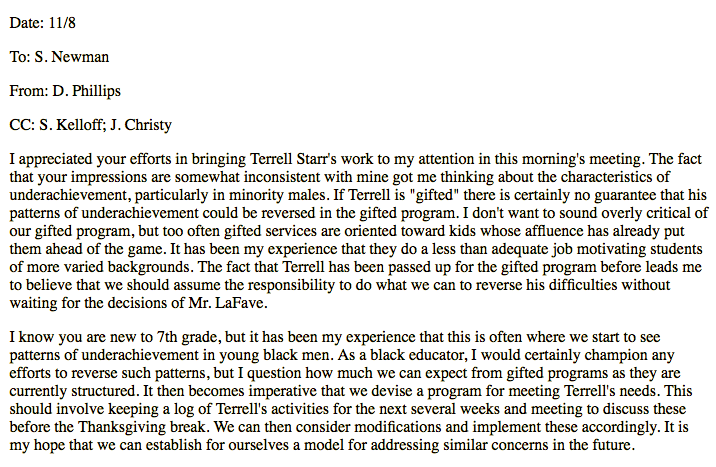 Date: 11/8
To: S. Newman
From: D. Phillips
CC: S. Kelloff; J. Christy
I appreciated your efforts in bringing Terrell Starr's work to my attention in this morning's meeting. The fact
that your impressions are somewhat inconsistent with mine got me thinking about the characteristics of
underachievement, particularly in minority males. If Terrell is "gifted" there is certainly no guarantee that his
patterns of underachievement could be reversed in the gifted program. I don't want to sound overly critical of
our gifted program, but too often gifted services are oriented toward kids whose affluence has already put
them ahead of the game. It has been my experience that they do a less than adequate job motivating students
of more varied backgrounds. The fact that Terrell has been passed up for the gifted program before leads me
to believe that we should assume the responsibility to do what we can to reverse his difficulties without
waiting for the decisions of Mr. LaFave.
I know you are new to 7th grade, but it has been my experience that this is often where we start to see
patterns of underachievement in young black men. As a black educator, I would certainly champion any
efforts to reverse such patterns, but I question how much we can expect from gifted programs as they are
currently structured. It then becomes imperative that we devise a program for meeting Terrell's needs. This
should involve keeping a log of Terrell's activities for the next several weeks and meeting to discuss these
before the Thanksgiving break. We can then consider modifications and implement these accordingly. It is
my hope that we can establish for ourselves a model for addressing similar concerns in the future.